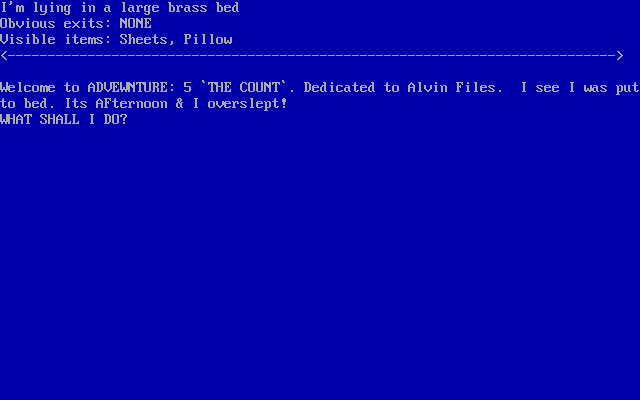 I'm lying in a large brass bed
Obvious exits: NONE
Visible items: Sheets, Pillow
<---------------------------------------------------------------------------->
Welcome to ADVEWNTURE: 5 `THE COUNT`. Dedicated to Alvin Files.  I see I was put
to bed. Its AFternoon & I overslept!
WHAT SHALL I DO?